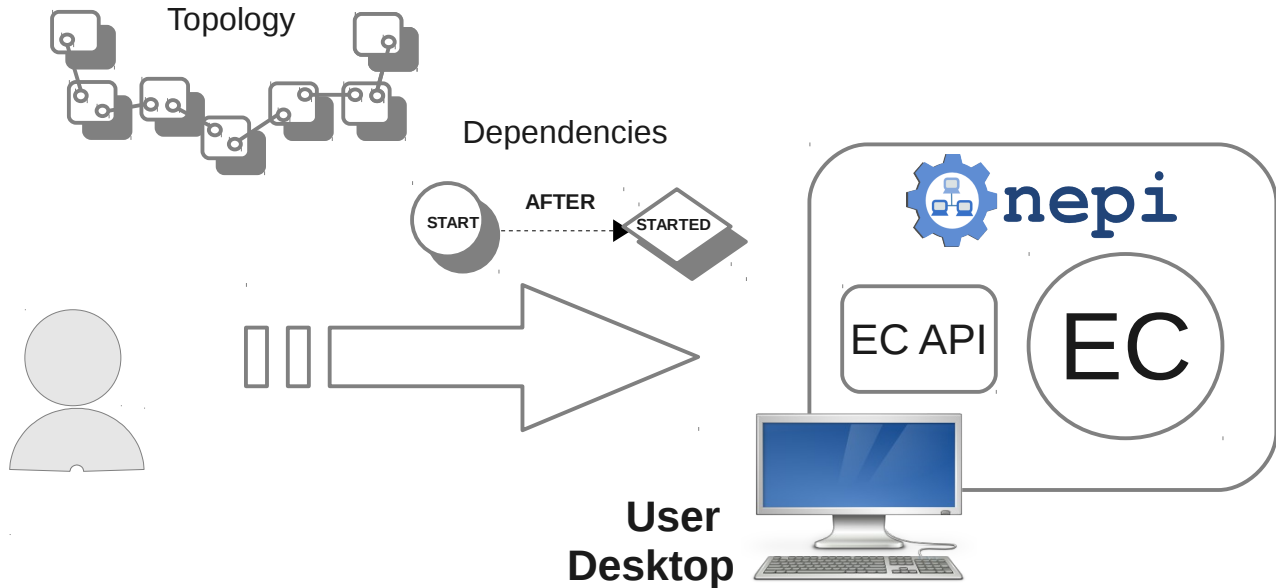 Topology
Dependencies
START
AFTER
STARTED
nepi
EC API
EC
User
Desktop